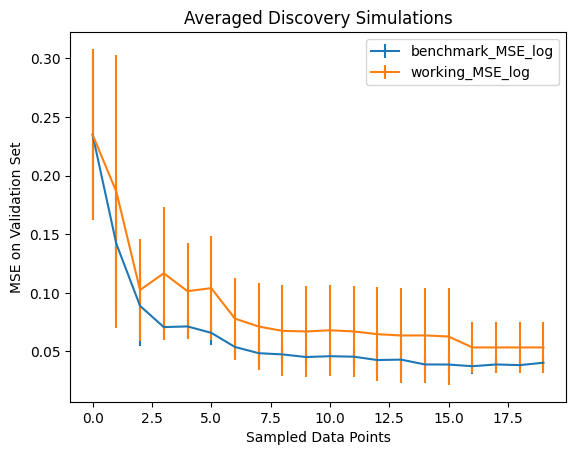 Averaged Discovery Simulations
benchmark_MSE_log
working_MSE_log
MSE on Validation Set
0.30
0.25
0.20
0.15
0.10
0.05
0.0 2.5 5.0 7.5 10.0 12.5 15.0 17.5
Sampled Data Points